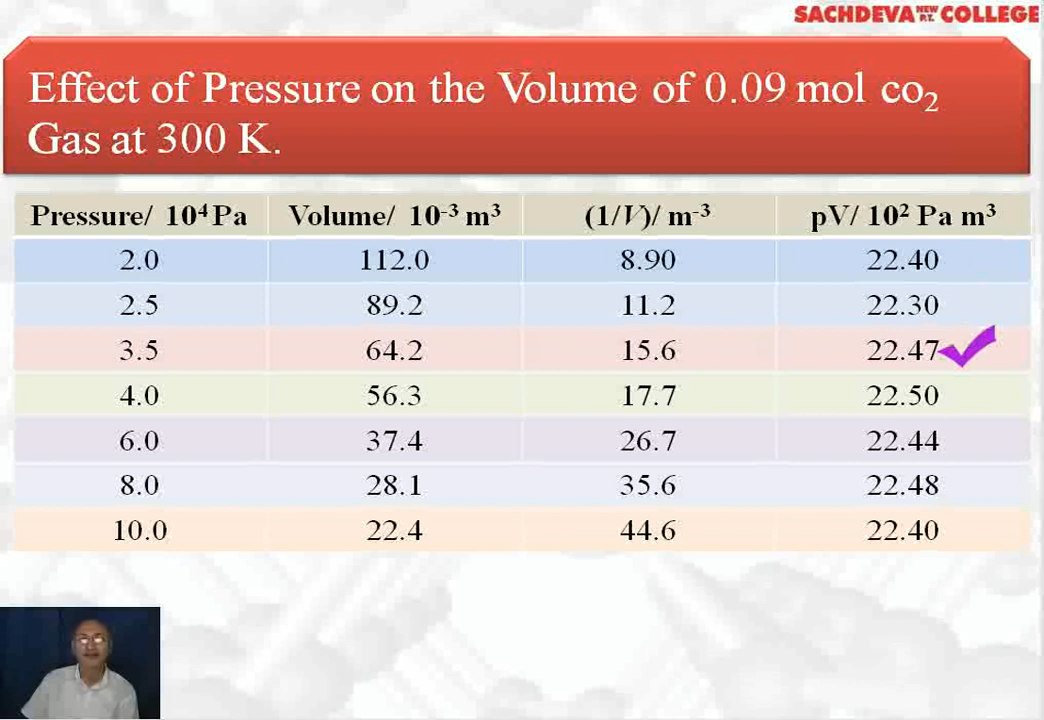 SACHDEVA NEW P.T. COLLEGE
Effect of Pressure on the Volume of 0.09 mol co₂
Gas at 300 K.
Pressure/ 10⁴ Pa Volume/ 10⁻³ m³ (1/V)/ m⁻³ pV/ 10² Pa m³
2.0 112.0 8.90 22.40
2.5 89.2 11.2 22.30
3.5 64.2 15.6 22.47
4.0 56.3 17.7 22.50
6.0 37.4 26.7 22.44
8.0 28.1 35.6 22.48
10.0 22.4 44.6 22.40